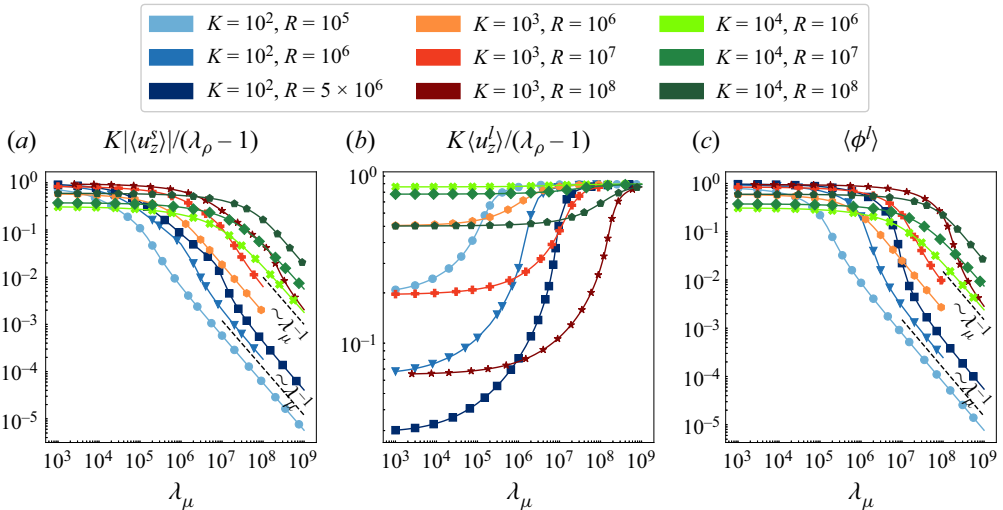 K = 10², R = 10⁵
K = 10³, R = 10⁶
K = 10⁴, R = 10⁶
K = 10², R = 10⁶
K = 10³, R = 10⁷
K = 10⁴, R = 10⁷
K = 10², R = 5 × 10⁶
K = 10³, R = 10⁸
K = 10⁴, R = 10⁸
(a) K|⟨u_z^s⟩|/(λ_ρ − 1)
(b) K⟨u_z^l⟩/(λ_ρ − 1)
(c) ⟨ϕ^l⟩
10⁰
10⁻¹
10⁻²
10⁻³
10⁻⁴
10⁻⁵
~λ_μ⁻¹
~λ_μ⁻¹
10³ 10⁴ 10⁵ 10⁶ 10⁷ 10⁸ 10⁹
λ_μ
10⁰
10⁻¹
10³ 10⁴ 10⁵ 10⁶ 10⁷ 10⁸ 10⁹
λ_μ
10⁰
10⁻¹
10⁻²
10⁻³
10⁻⁴
10⁻⁵
~λ_μ⁻¹
~λ_μ⁻¹
10³ 10⁴ 10⁵ 10⁶ 10⁷ 10⁸ 10⁹
λ_μ